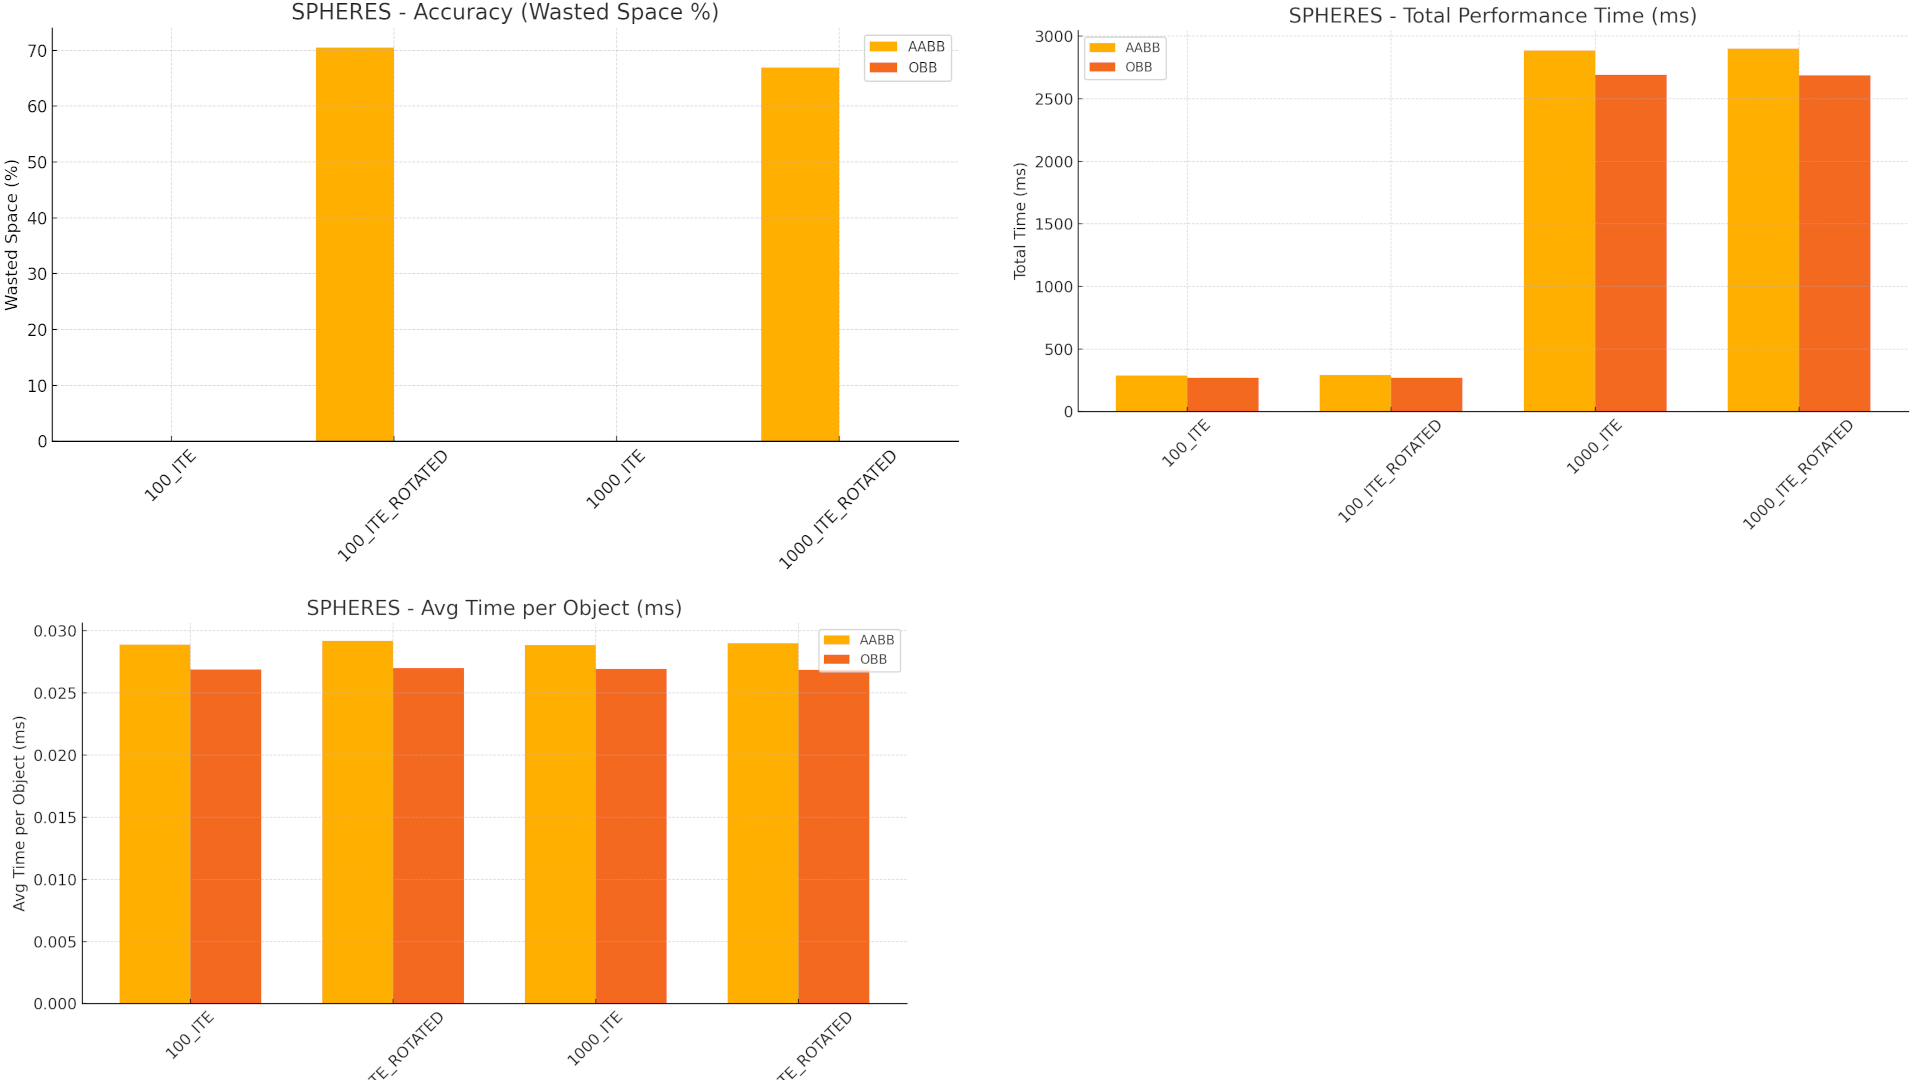 SPHERES - Accuracy (Wasted Space %)
Wasted Space (%)
70
60
50
40
30
20
10
0
AABB
OBB
100_ITE
100_ITE_ROTATED
1000_ITE
1000_ITE_ROTATED
SPHERES - Total Performance Time (ms)
Total Time (ms)
3000
2500
2000
1500
1000
500
0
AABB
OBB
100_ITE
100_ITE_ROTATED
1000_ITE
1000_ITE_ROTATED
SPHERES - Avg Time per Object (ms)
Avg Time per Object (ms)
0.030
0.025
0.020
0.015
0.010
0.005
0.000
AABB
OBB
100_ITE
TE_ROTATED
1000_ITE
TE_ROTATED